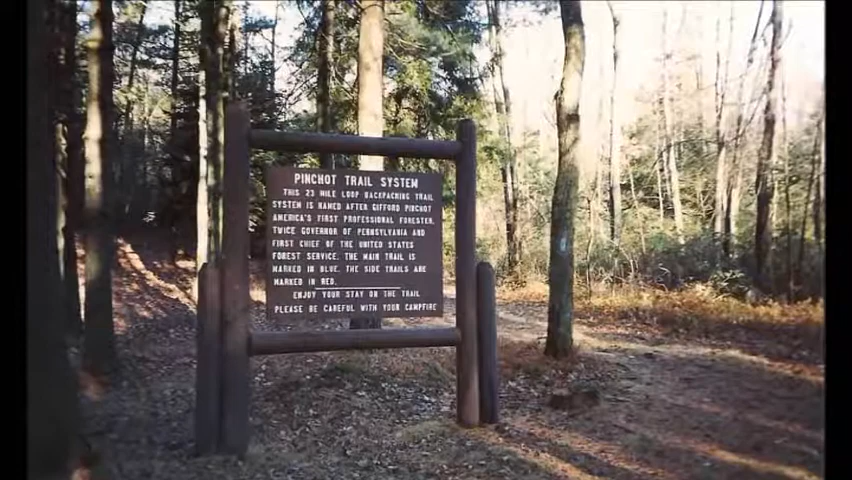 PINCHOT TRAIL SYSTEM
THIS 23 MILE LOOP BACKPACKING TRAIL
SYSTEM IS NAMED AFTER GIFFORD PINCHOT,
AMERICA'S FIRST PROFESSIONAL FORESTER,
TWICE GOVERNOR OF PENNSYLVANIA, AND
FIRST CHIEF OF THE UNITED STATES
FOREST SERVICE. THE MAIN TRAIL IS
MARKED IN BLUE, THE SIDE TRAILS ARE
MARKED IN RED.
ENJOY YOUR STAY ON THE TRAIL
PLEASE BE CAREFUL WITH YOUR CAMPFIRE